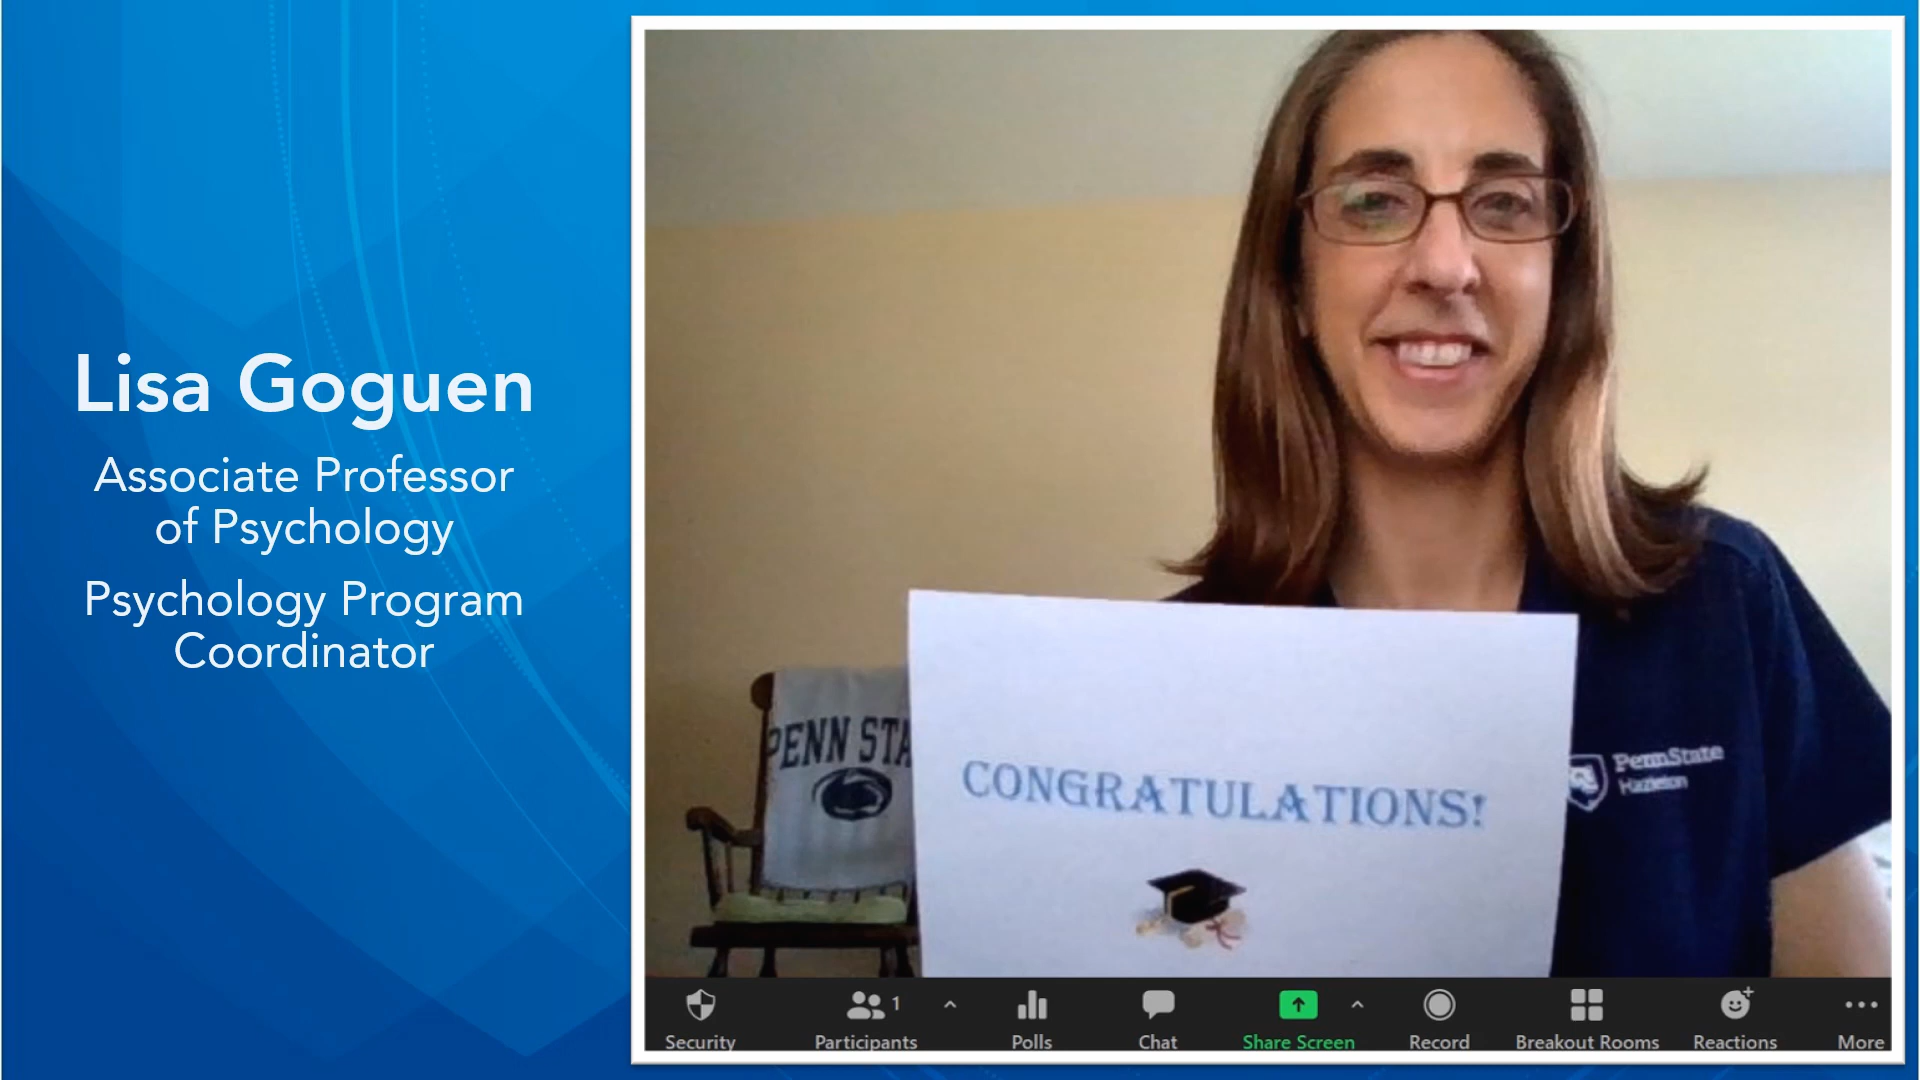 Lisa Goguen
Associate Professor
of Psychology
Psychology Program
Coordinator
PENN STA
CONGRATULATIONS!
PennState
Hazleton
1
Security
Participants
Polls
Chat
Share Screen
Record
Breakout Rooms
Reactions
More